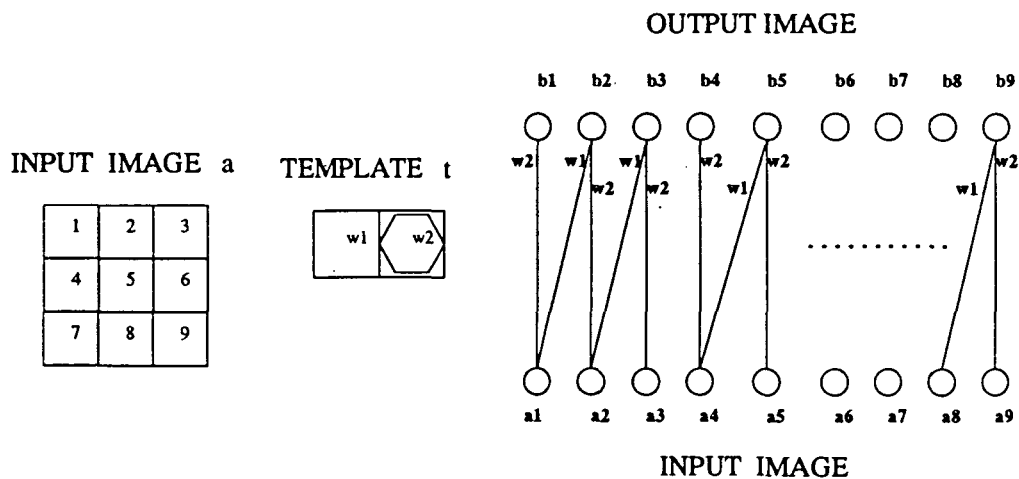 OUTPUT IMAGE
b1 b2 b3 b4 b5 b6 b7 b8 b9
INPUT IMAGE a
TEMPLATE t
w2 w1 w1 w2 w2 w2
w2 w2 w1 w1
1 2 3
4 5 6
7 8 9
w1 w2
a1 a2 a3 a4 a5 a6 a7 a8 a9
INPUT IMAGE